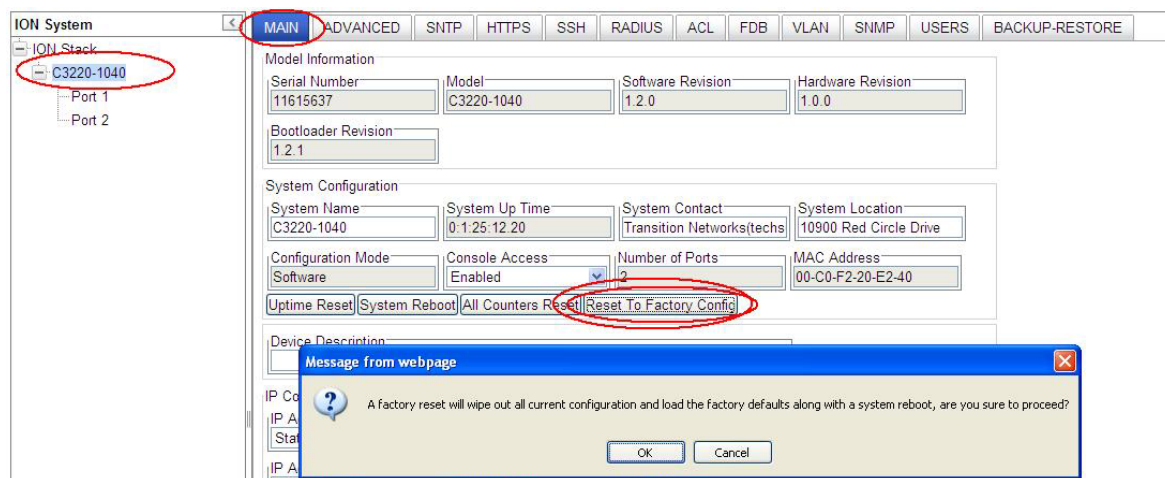 ION System <
MAIN ADVANCED SNTP HTTPS SSH RADIUS ACL FDB VLAN SNMP USERS BACKUP-RESTORE
ION Stack
C3220-1040
Port 1
Port 2
Model Information
Serial Number Model Software Revision Hardware Revision
11615637 C3220-1040 1.2.0 1.0.0
Bootloader Revision
1.2.1
System Configuration
System Name System Up Time System Contact System Location
C3220-1040 0:1:25:12.20 Transition Networks(techs 10900 Red Circle Drive
Configuration Mode Console Access Number of Ports MAC Address
Software Enabled 2 00-C0-F2-20-E2-40
Uptime Reset System Reboot All Counters Reset Reset To Factory Config
Device Description
Message from webpage
A factory reset will wipe out all current configuration and load the factory defaults along with a system reboot, are you sure to proceed?
OK Cancel
IP Co
IP A
Stat
IP A